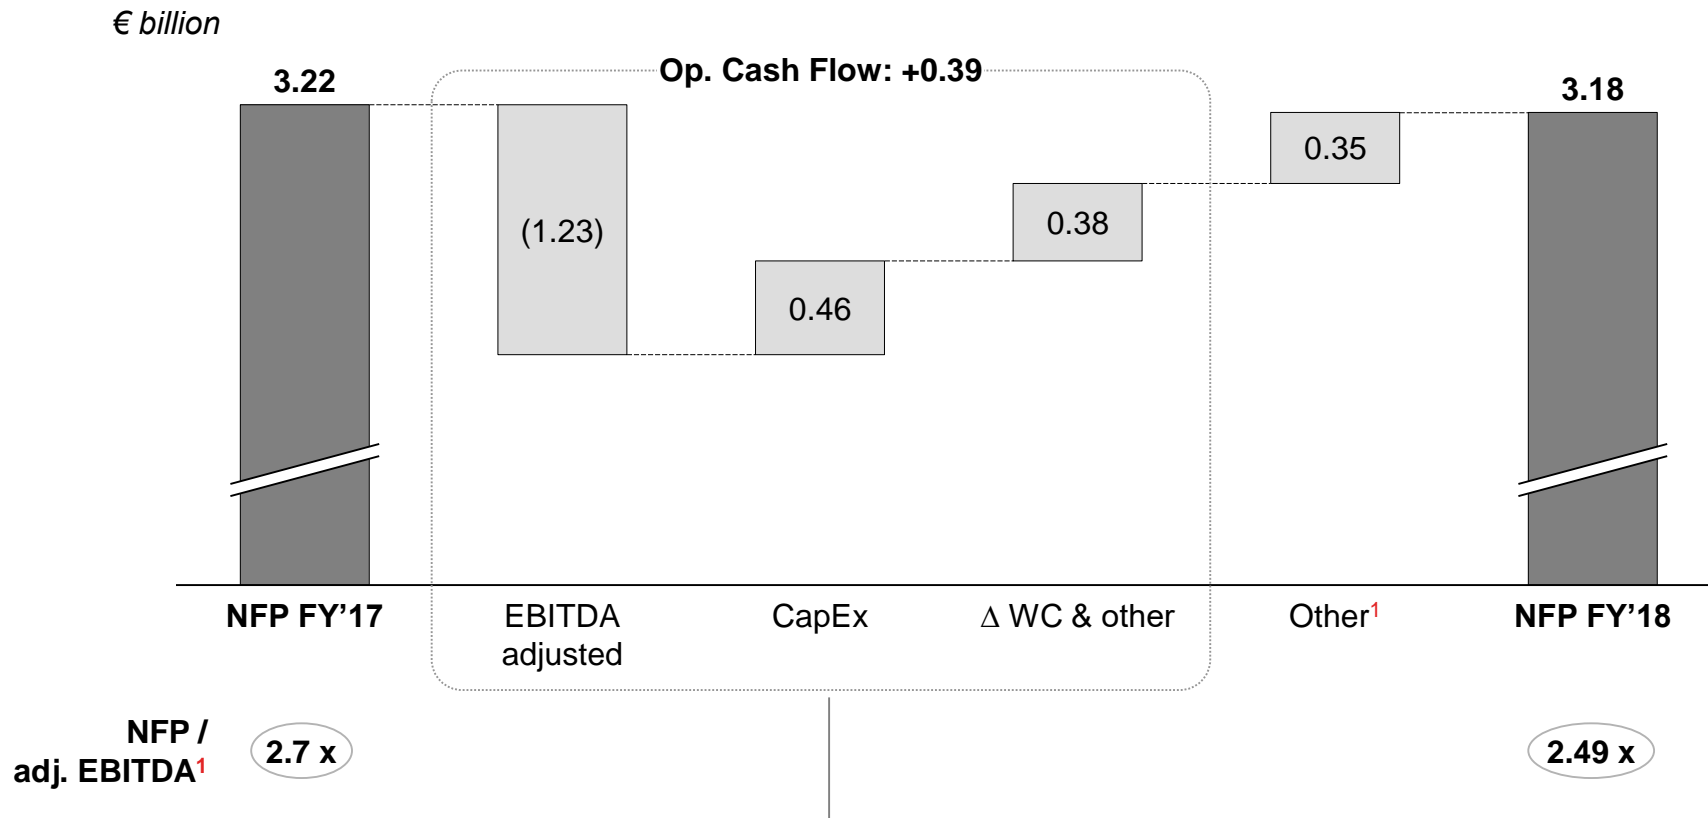 € billion
Op. Cash Flow: +0.39
3.22
3.18
(1.23)
0.46
0.38
0.35
NFP FY’17
EBITDA
adjusted
CapEx
Δ WC & other
Other¹
NFP FY’18
NFP /
adj. EBITDA¹
2.7 x
2.49 x